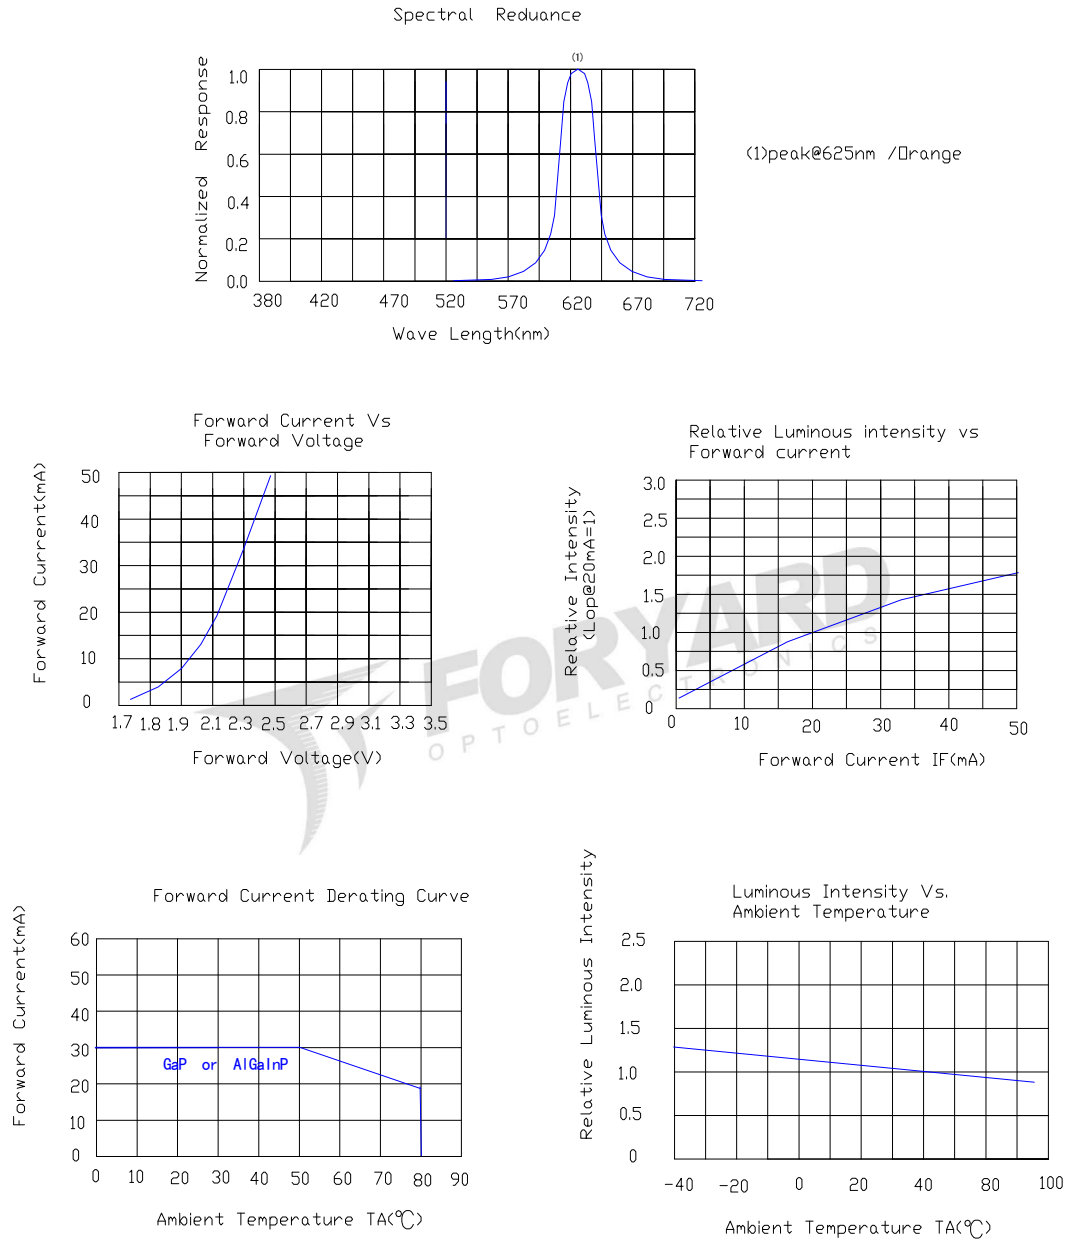 Spectral Reduance
(1)
Normalized Response
1.0
0.8
0.6
0.4
0.2
0.0
380 420 470 520 570 620 670 720
Wave Length(nm)
(1)peak@625nm /Orange
Forward Current Vs
Forward Voltage
Forward Current(mA)
50
40
30
20
10
0
1.7 1.8 1.9 2.1 2.3 2.5 2.7 2.9 3.1 3.3 3.5
Forward Voltage(V)
Relative Luminous intensity vs
Forward current
Relative Intensity
(Lop@20mA=1)
3.0
2.5
2.0
1.5
1.0
0.5
0
0 10 20 30 40 50
Forward Current IF(mA)
FORYARD
OPTOELECTRONICS
Forward Current Derating Curve
Forward Current(mA)
60
50
40
30
20
10
0
GaP or AlGaInP
0 10 20 30 40 50 60 70 80 90
Ambient Temperature TA(℃)
Luminous Intensity Vs.
Ambient Temperature
Relative Luminous Intensity
2.5
2.0
1.5
1.0
0.5
0
-40 -20 0 20 40 60 80 100
Ambient Temperature TA(℃)